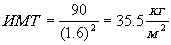 ИМТ = 90 / (1.6)² = 35.5 кг / м²